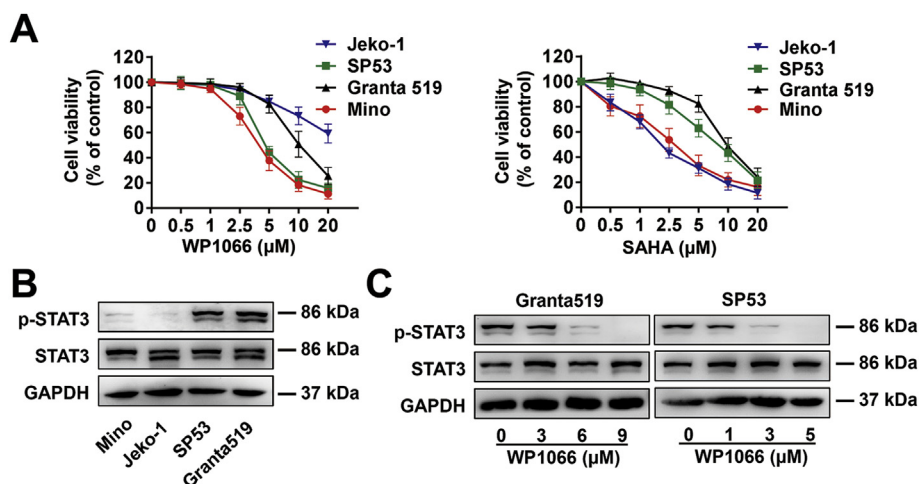 A
Cell viability
(% of control)
120
100
80
60
40
20
0
0 0.5 1 2.5 5 10 20
WP1066 (μM)
Jeko-1
SP53
Granta 519
Mino
Cell viability
(% of control)
120
100
80
60
40
20
0
0 0.5 1 2.5 5 10 20
SAHA (μM)
Jeko-1
SP53
Granta 519
Mino
B
p-STAT3 86 kDa
STAT3 86 kDa
GAPDH 37 kDa
Mino Jeko-1 SP53 Granta519
C
Granta519 SP53
p-STAT3 86 kDa
STAT3 86 kDa
GAPDH 37 kDa
0 3 6 9 0 1 3 5
WP1066 (μM) WP1066 (μM)